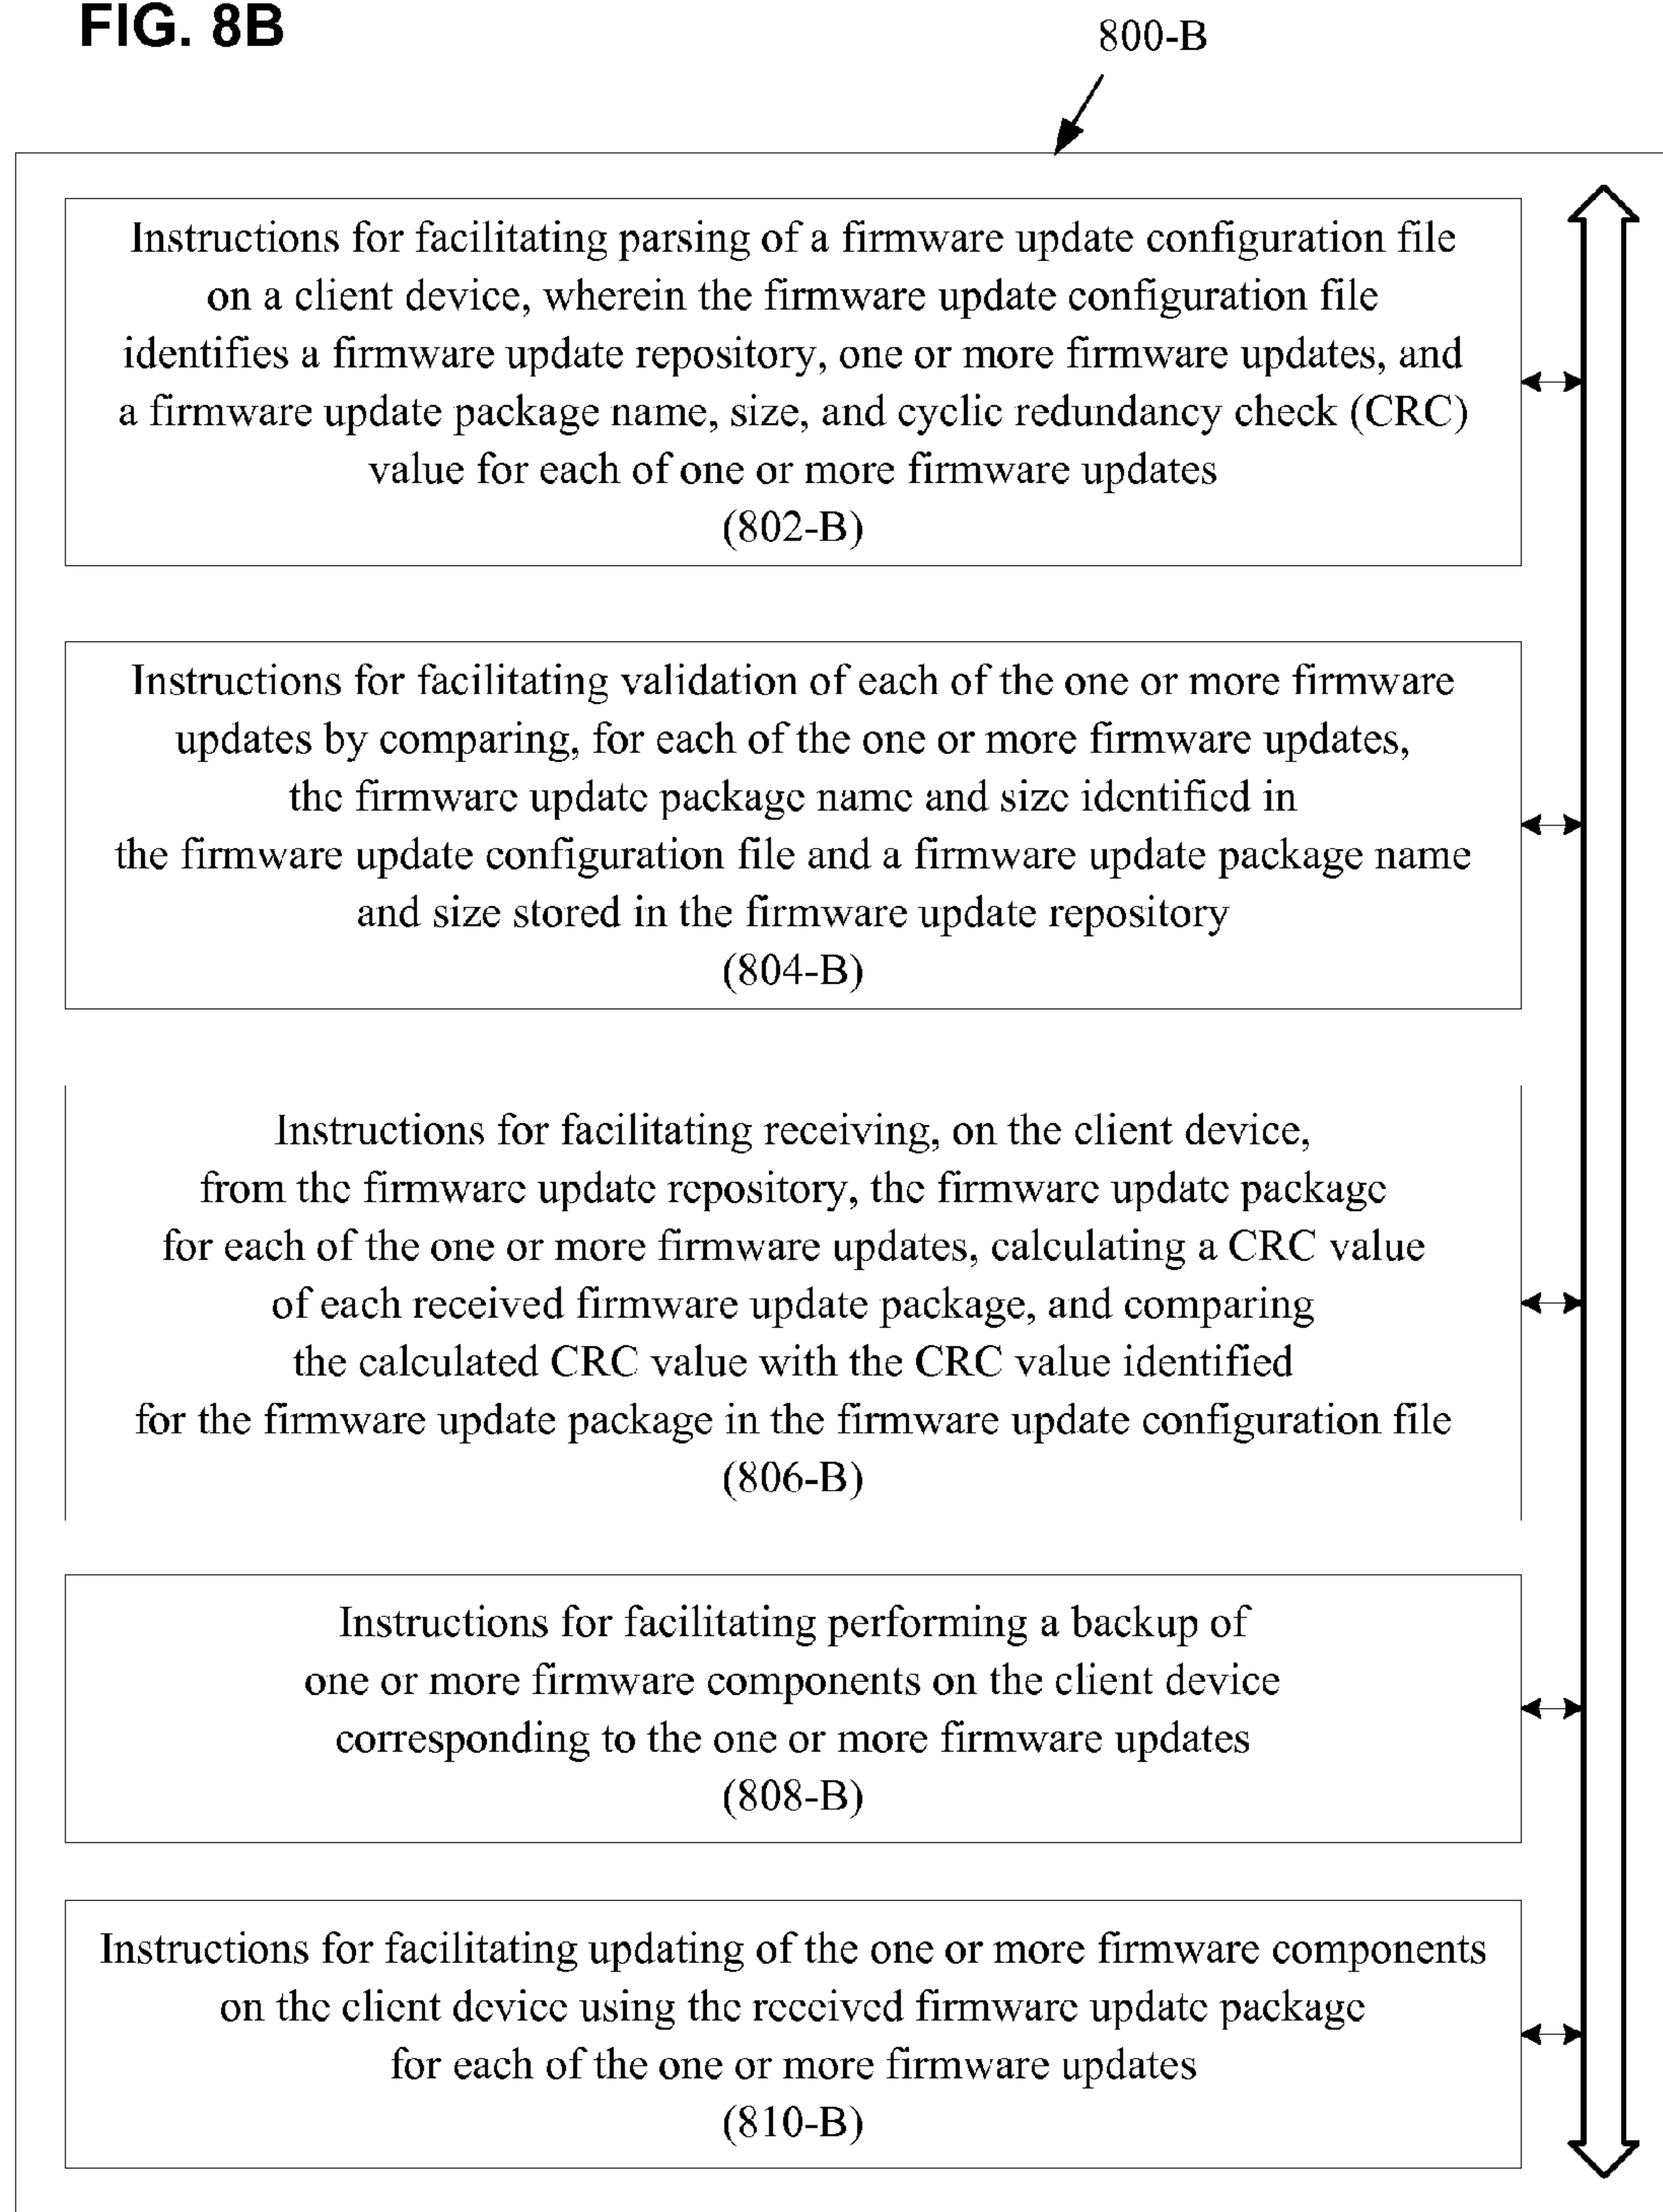 FIG. 8B
800-B
Instructions for facilitating parsing of a firmware update configuration file
on a client device, wherein the firmware update configuration file
identifies a firmware update repository, one or more firmware updates, and
a firmware update package name, size, and cyclic redundancy check (CRC)
value for each of one or more firmware updates
(802-B)
Instructions for facilitating validation of each of the one or more firmware
updates by comparing, for each of the one or more firmware updates,
the firmware update package name and size identified in
the firmware update configuration file and a firmware update package name
and size stored in the firmware update repository
(804-B)
Instructions for facilitating receiving, on the client device,
from the firmware update repository, the firmware update package
for each of the one or more firmware updates, calculating a CRC value
of each received firmware update package, and comparing
the calculated CRC value with the CRC value identified
for the firmware update package in the firmware update configuration file
(806-B)
Instructions for facilitating performing a backup of
one or more firmware components on the client device
corresponding to the one or more firmware updates
(808-B)
Instructions for facilitating updating of the one or more firmware components
on the client device using the received firmware update package
for each of the one or more firmware updates
(810-B)